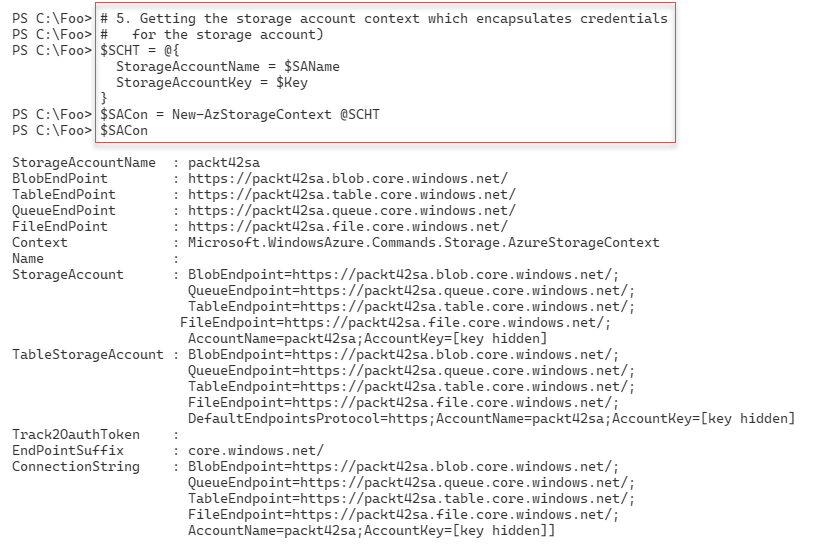 PS C:\Foo> # 5. Getting the storage account context which encapsulates credentials
PS C:\Foo> #   for the storage account)
PS C:\Foo> $SCHT = @{
  StorageAccountName = $SAName
  StorageAccountKey = $Key
}
PS C:\Foo> $SACon = New-AzStorageContext @SCHT
PS C:\Foo> $SACon
StorageAccountName  : packt42sa
BlobEndPoint        : https://packt42sa.blob.core.windows.net/
TableEndPoint       : https://packt42sa.table.core.windows.net/
QueueEndPoint       : https://packt42sa.queue.core.windows.net/
FileEndPoint        : https://packt42sa.file.core.windows.net/
Context             : Microsoft.WindowsAzure.Commands.Storage.AzureStorageContext
Name                :
StorageAccount      : BlobEndpoint=https://packt42sa.blob.core.windows.net/;
                      QueueEndpoint=https://packt42sa.queue.core.windows.net/;
                      TableEndpoint=https://packt42sa.table.core.windows.net/;
                     FileEndpoint=https://packt42sa.file.core.windows.net/;
                      AccountName=packt42sa;AccountKey=[key hidden]
TableStorageAccount : BlobEndpoint=https://packt42sa.blob.core.windows.net/;
                      QueueEndpoint=https://packt42sa.queue.core.windows.net/;
                      TableEndpoint=https://packt42sa.table.core.windows.net/;
                      FileEndpoint=https://packt42sa.file.core.windows.net/;
                      DefaultEndpointsProtocol=https;AccountName=packt42sa;AccountKey=[key hidden]
Track2OauthToken    :
EndPointSuffix      : core.windows.net/
ConnectionString    : BlobEndpoint=https://packt42sa.blob.core.windows.net/;
                      QueueEndpoint=https://packt42sa.queue.core.windows.net/;
                      TableEndpoint=https://packt42sa.table.core.windows.net/;
                      FileEndpoint=https://packt42sa.file.core.windows.net/;
                      AccountName=packt42sa;AccountKey=[key hidden]]